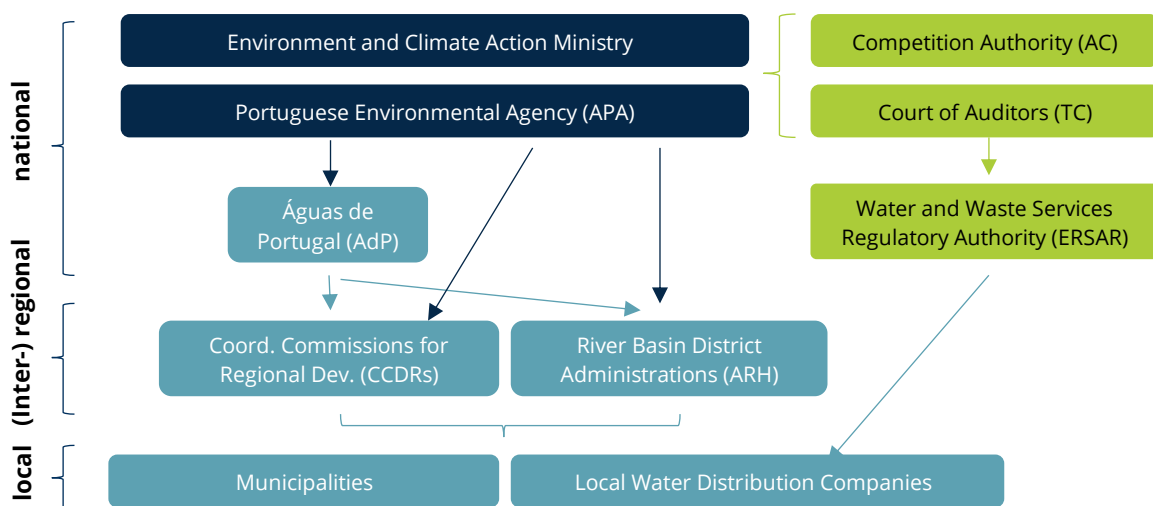 national
Environment and Climate Action Ministry
Competition Authority (AC)
Portuguese Environmental Agency (APA)
Court of Auditors (TC)
Águas de
Portugal (AdP)
Water and Waste Services
Regulatory Authority (ERSAR)
(Inter-) regional
Coord. Commissions for
Regional Dev. (CCDRs)
River Basin District
Administrations (ARH)
local
Municipalities
Local Water Distribution Companies